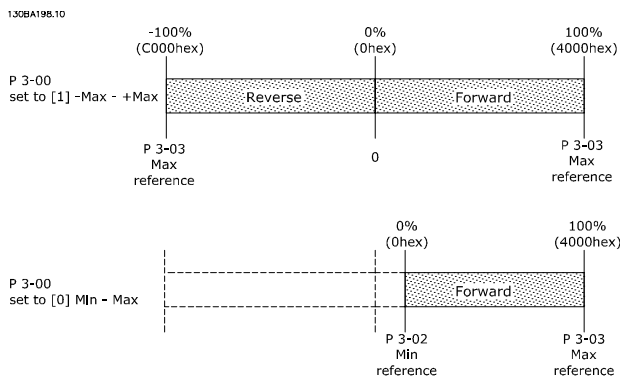 130BA198.10
-100% 0% 100%
(C000hex) (0hex) (4000hex)
P 3-00
set to [1] -Max - +Max
Reverse Forward
P 3-03 0 P 3-03
Max Max
reference reference
0% 100%
(0hex) (4000hex)
P 3-00
set to [0] Min - Max
Forward
P 3-02 P 3-03
Min Max
reference reference